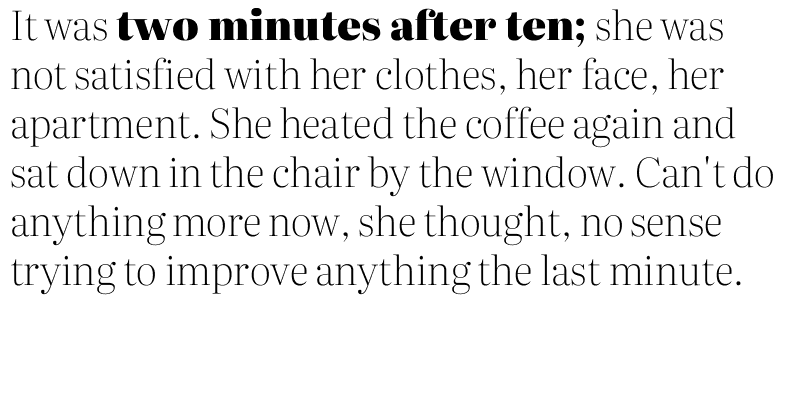 It was two minutes after ten; she was
not satisfied with her clothes, her face, her
apartment. She heated the coffee again and
sat down in the chair by the window. Can't do
anything more now, she thought, no sense
trying to improve anything the last minute.